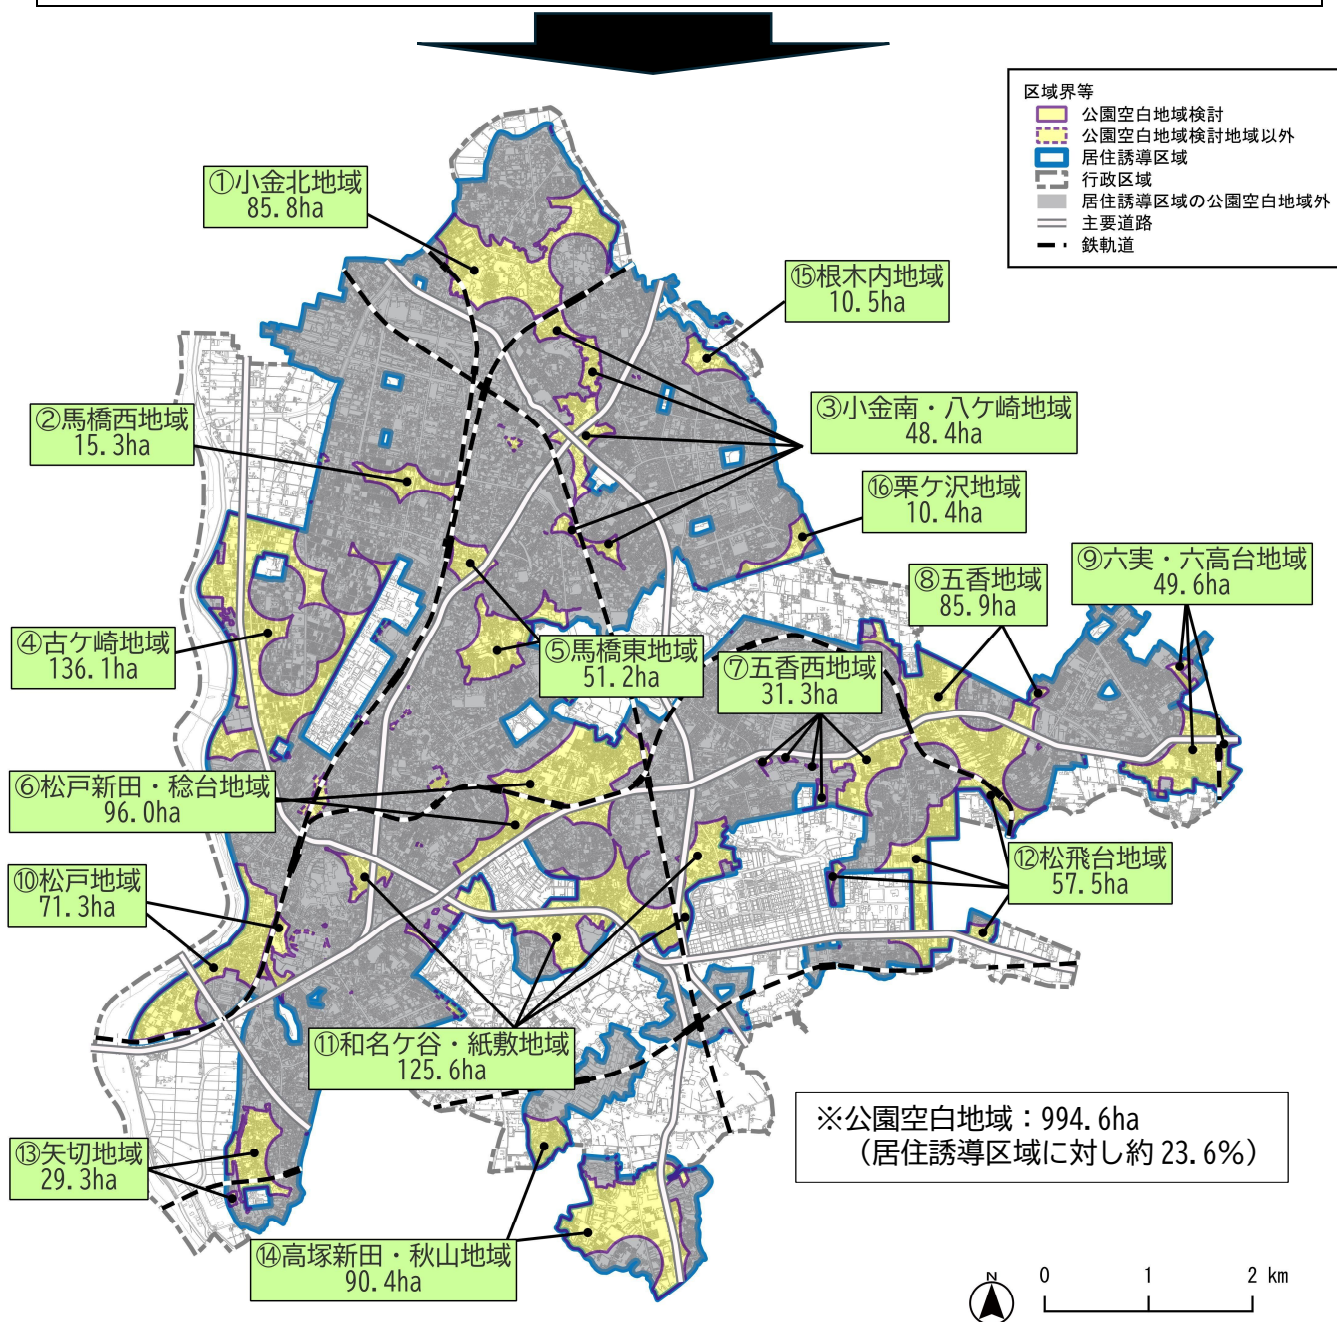 区域界等
公園空白地域検討
公園空白地域検討地域以外
居住誘導区域
行政区域
居住誘導区域の公園空白地域外
主要道路
鉄軌道
①小金北地域
85.8ha
⑮根木内地域
10.5ha
②馬橋西地域
15.3ha
③小金南・八ケ崎地域
48.4ha
⑯栗ケ沢地域
10.4ha
⑨六実・六高台地域
49.6ha
⑧五香地域
85.9ha
④古ケ崎地域
136.1ha
⑤馬橋東地域
51.2ha
⑦五香西地域
31.3ha
⑥松戸新田・稔台地域
96.0ha
⑫松飛台地域
57.5ha
⑩松戸地域
71.3ha
⑪和名ケ谷・紙敷地域
125.6ha
※公園空白地域：994.6ha
（居住誘導区域に対し約23.6%）
⑬矢切地域
29.3ha
⑭高塚新田・秋山地域
90.4ha
N
0 1 2 km